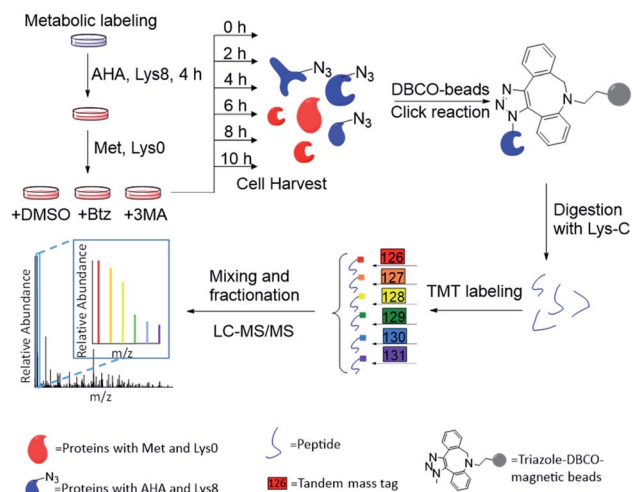 Metabolic labeling
AHA, Lys8, 4 h
Met, Lys0
+DMSO +Btz +3MA
0 h
2 h
4 h
6 h
8 h
10 h
N3
N3
N3
Cell Harvest
DBCO-beads
Click reaction
N
N
N
N
Digestion
with Lys-C
TMT labeling
126
127
128
129
130
131
Mixing and
fractionation
LC-MS/MS
Relative Abundance
m/z
Relative Abundance
m/z
=Proteins with Met and Lys0
N3
=Proteins with AHA and Lys8
=Peptide
126 =Tandem mass tag
N
N
N
N
=Triazole-DBCO-
magnetic beads